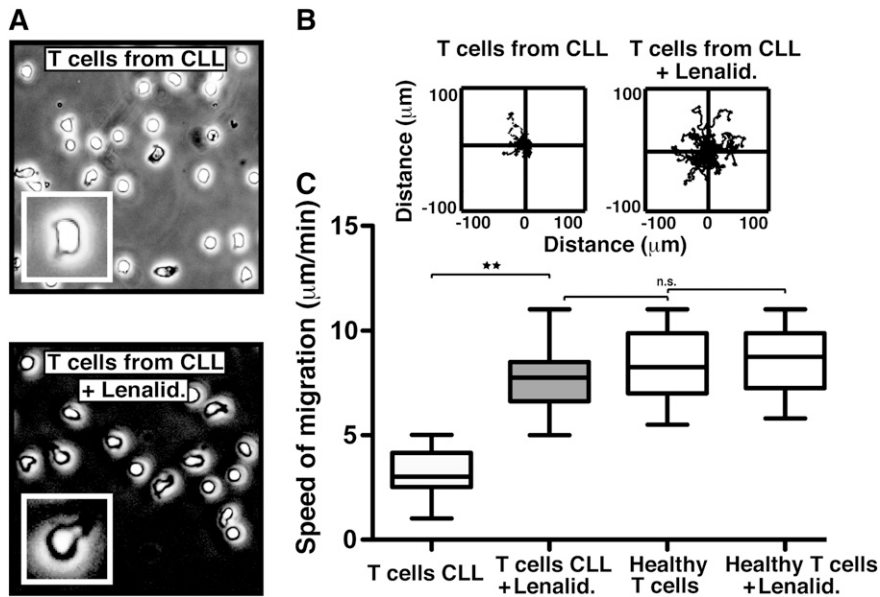 A
T cells from CLL
T cells from CLL
+ Lenalid.
B
T cells from CLL
T cells from CLL
+ Lenalid.
Distance (μm)
100
-100
-100 0 100
100
-100
-100 0 100
Distance (μm)
C
Speed of migration (μm/min)
15
10
5
0
★★
n.s.
T cells CLL
T cells CLL
+Lenalid.
Healthy
T cells
Healthy T cells
+Lenalid.